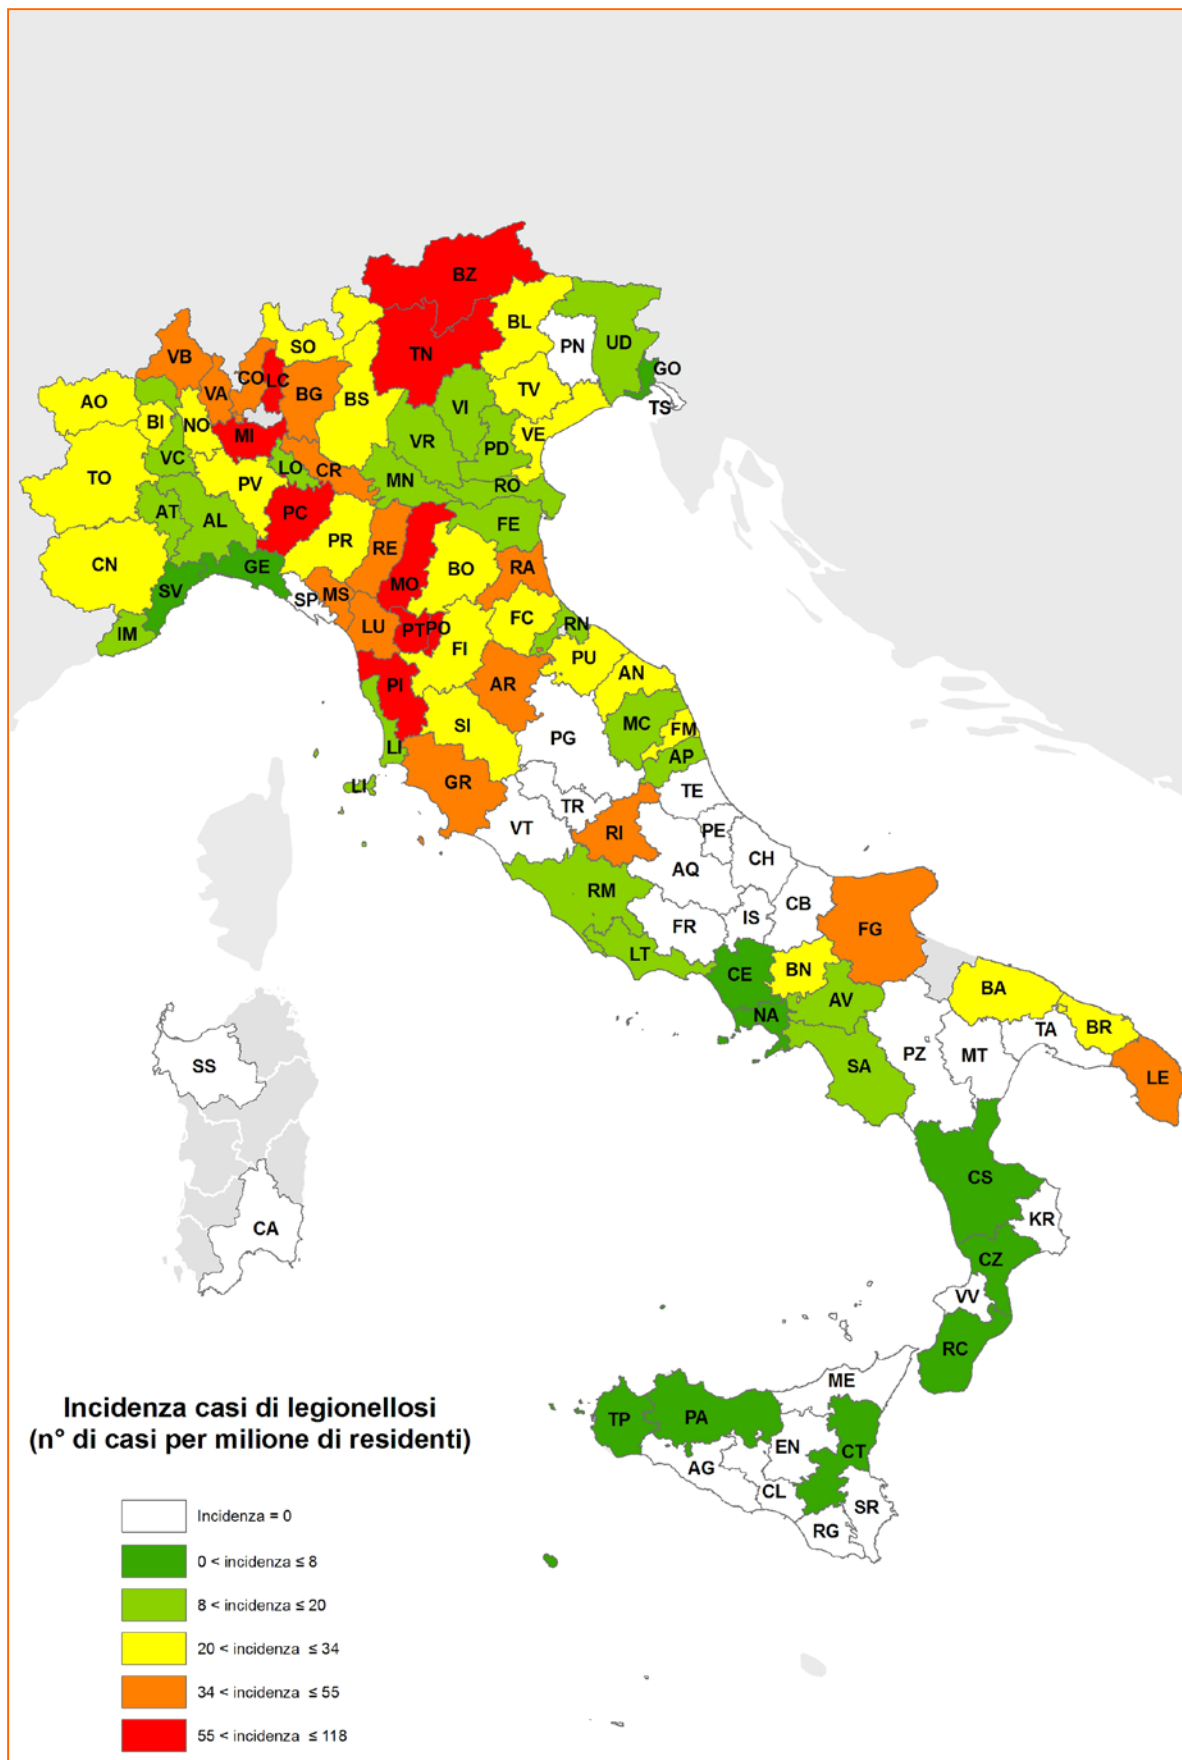 BZ
BL
PN
UD
SO
TN
GO
VB
CO
LC
VA
BG
BS
TV
TS
AO
BI
NO
VI
VE
MI
VR
PD
VC
LO
CR
TO
PV
MN
RO
AT
AL
PC
FE
PR
RE
CN
GE
BO
RA
SV
MO
MS
SP
IM
LU
PT
PO
FC
RN
FI
PU
AN
AR
PI
MC
FM
SI
PG
LI
AP
LI
GR
TE
TR
VT
RI
PE
CH
AQ
RM
CB
IS
FR
FG
LT
CE
BN
BA
AV
NA
TA
BR
PZ
MT
SS
SA
LE
CS
KR
CA
CZ
VV
RC
ME
TP
PA
EN
CT
AG
CL
SR
RG
Incidenza casi di legionellosi
(n° di casi per milione di residenti)
Incidenza = 0
0 < incidenza ≤ 8
8 < incidenza ≤ 20
20 < incidenza ≤ 34
34 < incidenza ≤ 55
55 < incidenza ≤ 118